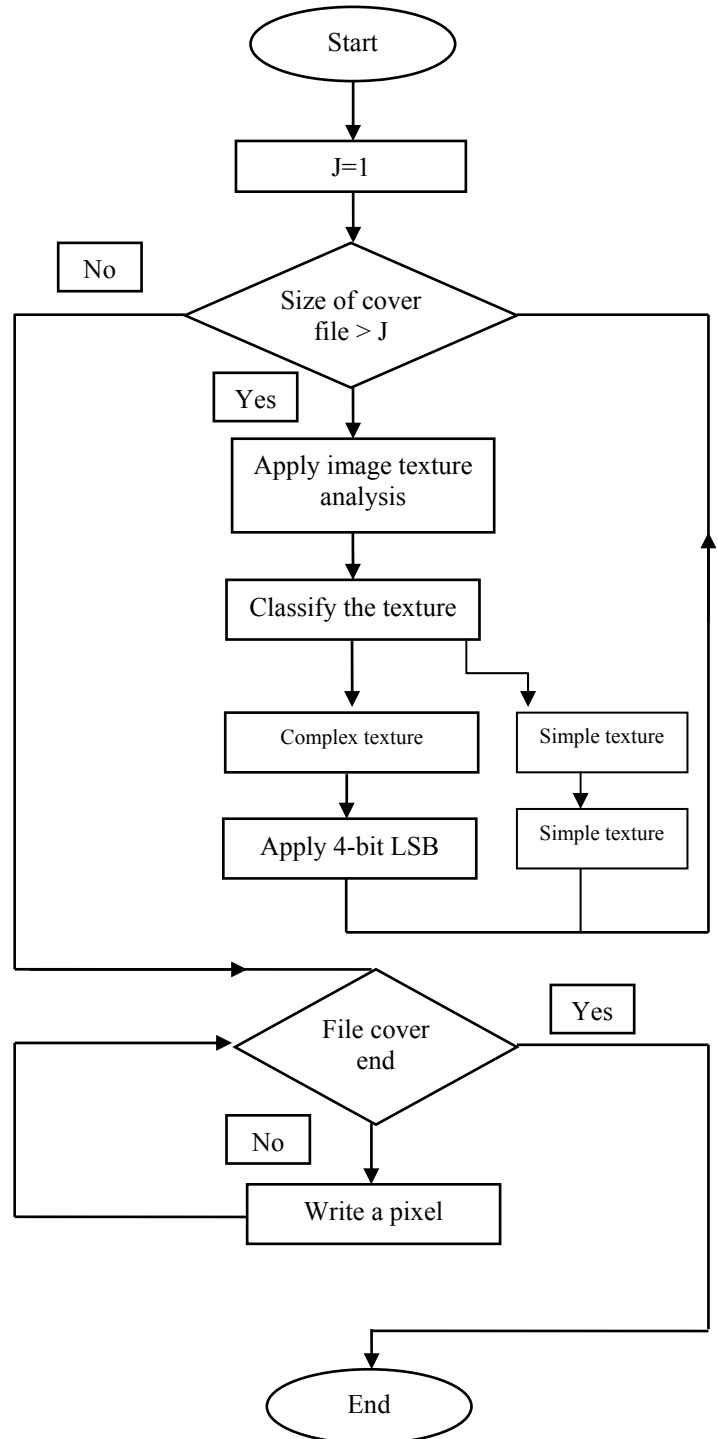 Start
J=1
No
Size of cover
file > J
Yes
Apply image texture
analysis
Classify the texture
Complex texture
Simple texture
Apply 4-bit LSB
Simple texture
File cover
end
Yes
No
Write a pixel
End